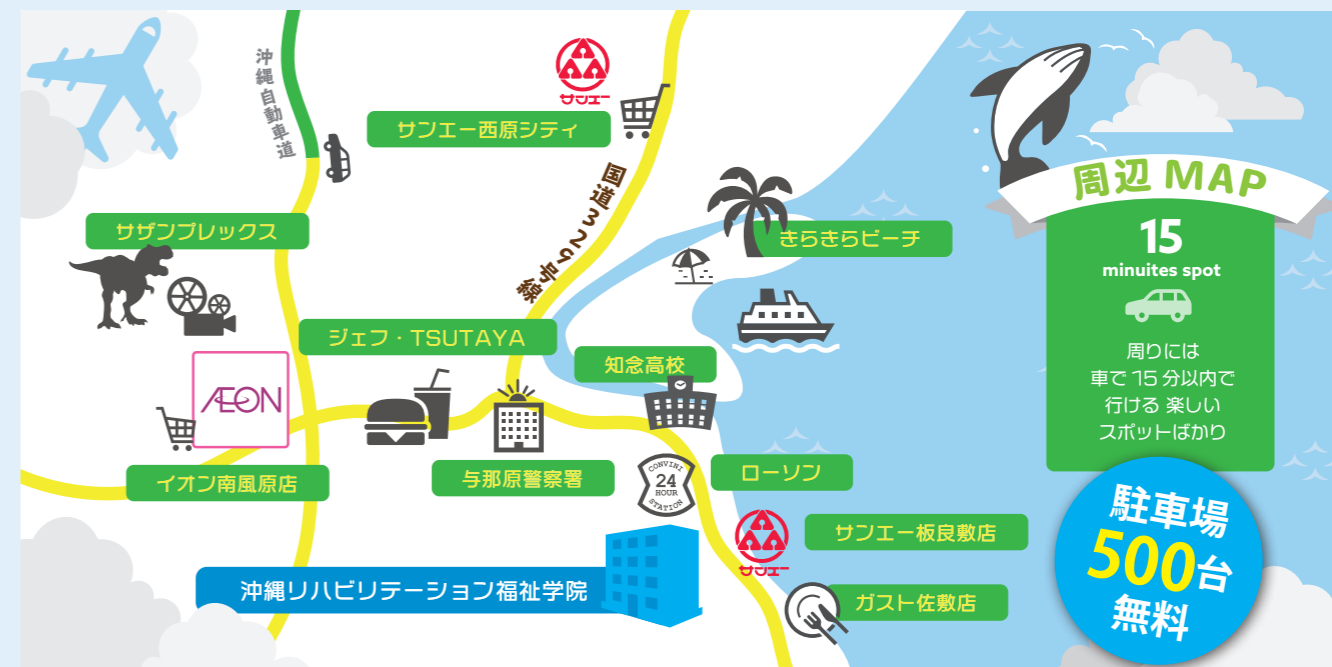 沖縄自動車道
サンエー
サンエー西原シティ
国道329号線
周辺 MAP
15
minuites spot
周りには
車で 15 分以内で
行ける 楽しい
スポットばかり
サザンプレックス
きらきらビーチ
ジェフ・TSUTAYA
知念高校
ÆON
イオン南風原店
与那原警察署
CONVINI
24
HOUR
STATION
ローソン
サンエー
サンエー板良敷店
駐車場
500台
無料
沖縄リハビリテーション福祉学院
ガスト佐敷店